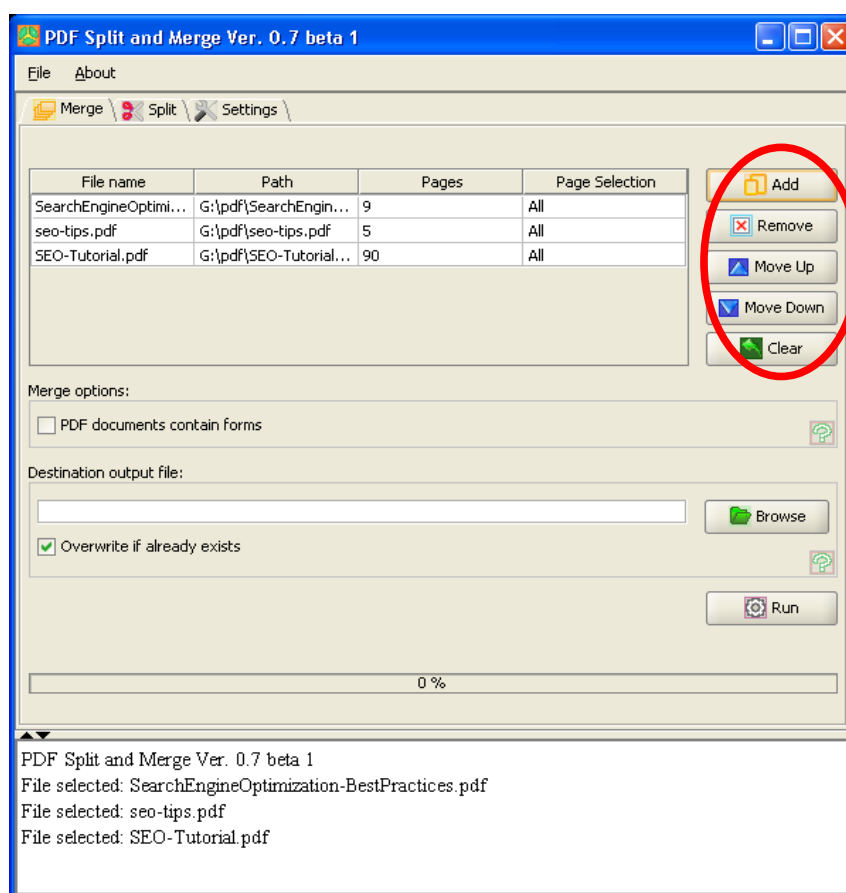 PDF Split and Merge Ver. 0.7 beta 1
File About
Merge Split Settings
File name Path Pages Page Selection
SearchEngineOptimi... G:\pdf\SearchEngin... 9 All
seo-tips.pdf G:\pdf\seo-tips.pdf 5 All
SEO-Tutorial.pdf G:\pdf\SEO-Tutorial... 90 All
Add
Remove
Move Up
Move Down
Clear
Merge options:
PDF documents contain forms
Destination output file:
Browse
Overwrite if already exists
Run
0 %
PDF Split and Merge Ver. 0.7 beta 1
File selected: SearchEngineOptimization-BestPractices.pdf
File selected: seo-tips.pdf
File selected: SEO-Tutorial.pdf